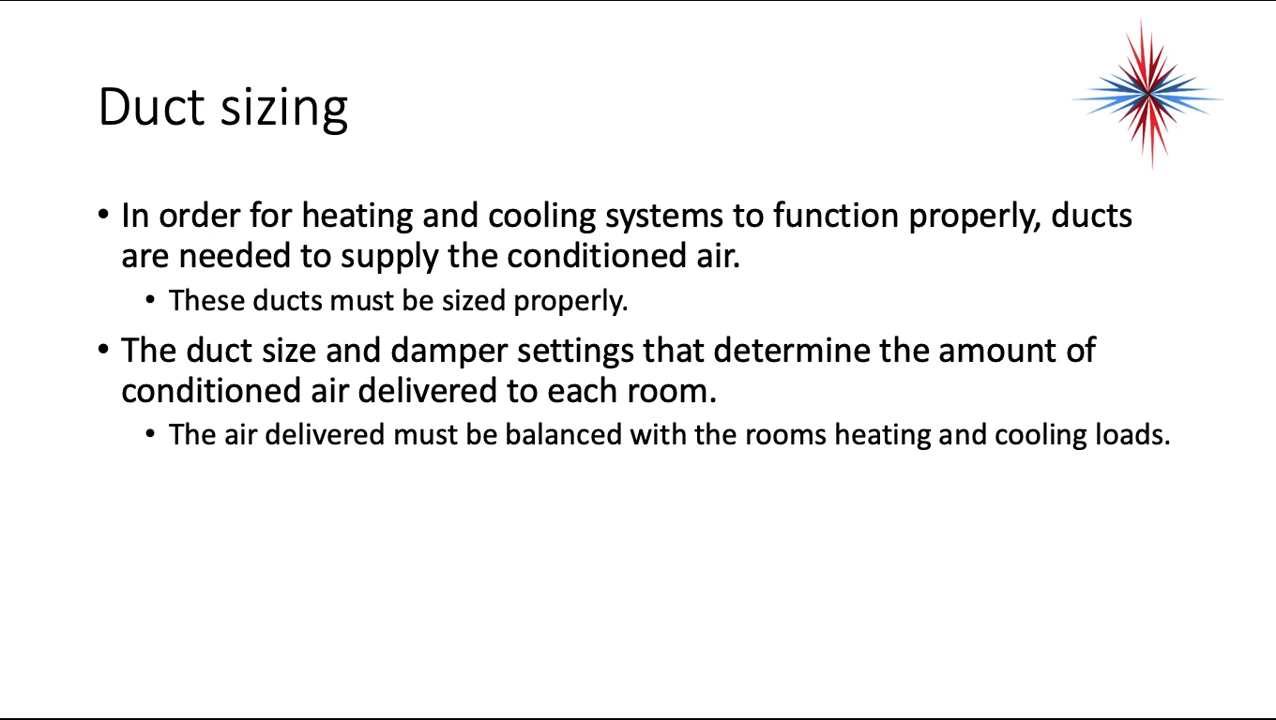 Duct sizing
• In order for heating and cooling systems to function properly, ducts
are needed to supply the conditioned air.
• These ducts must be sized properly.
• The duct size and damper settings that determine the amount of
conditioned air delivered to each room.
• The air delivered must be balanced with the rooms heating and cooling loads.